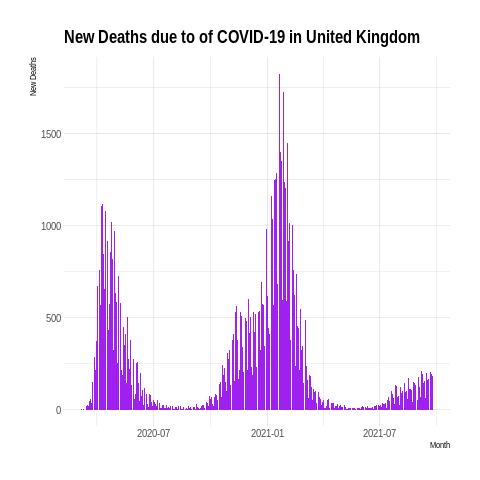 New Deaths due to of COVID-19 in United Kingdom
New Deaths
1500
1000
500
0
2020-07
2021-01
2021-07
Month